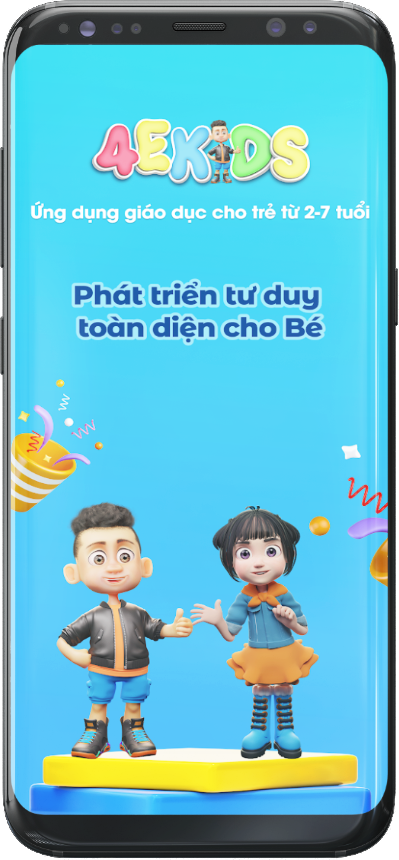 4EKIDS
Ứng dụng giáo dục cho trẻ từ 2-7 tuổi
Phát triển tư duy
toàn diện cho Bé